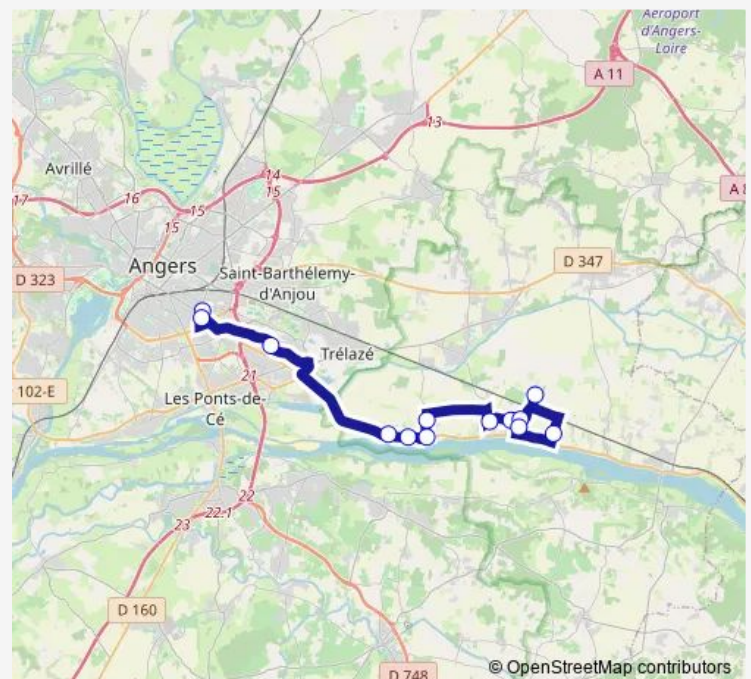 Aéroport
d'Angers-
Loire
A 11
13
Avrillé
14
15
17
16
15
A
15
Angers
D 347
Saint-Barthélemy-
d'Anjou
D 323
Trélazé
21
102-E
Les Ponts-de-
Cé
22
22.1
23
D 160
D 748
© OpenStreetMap contributors